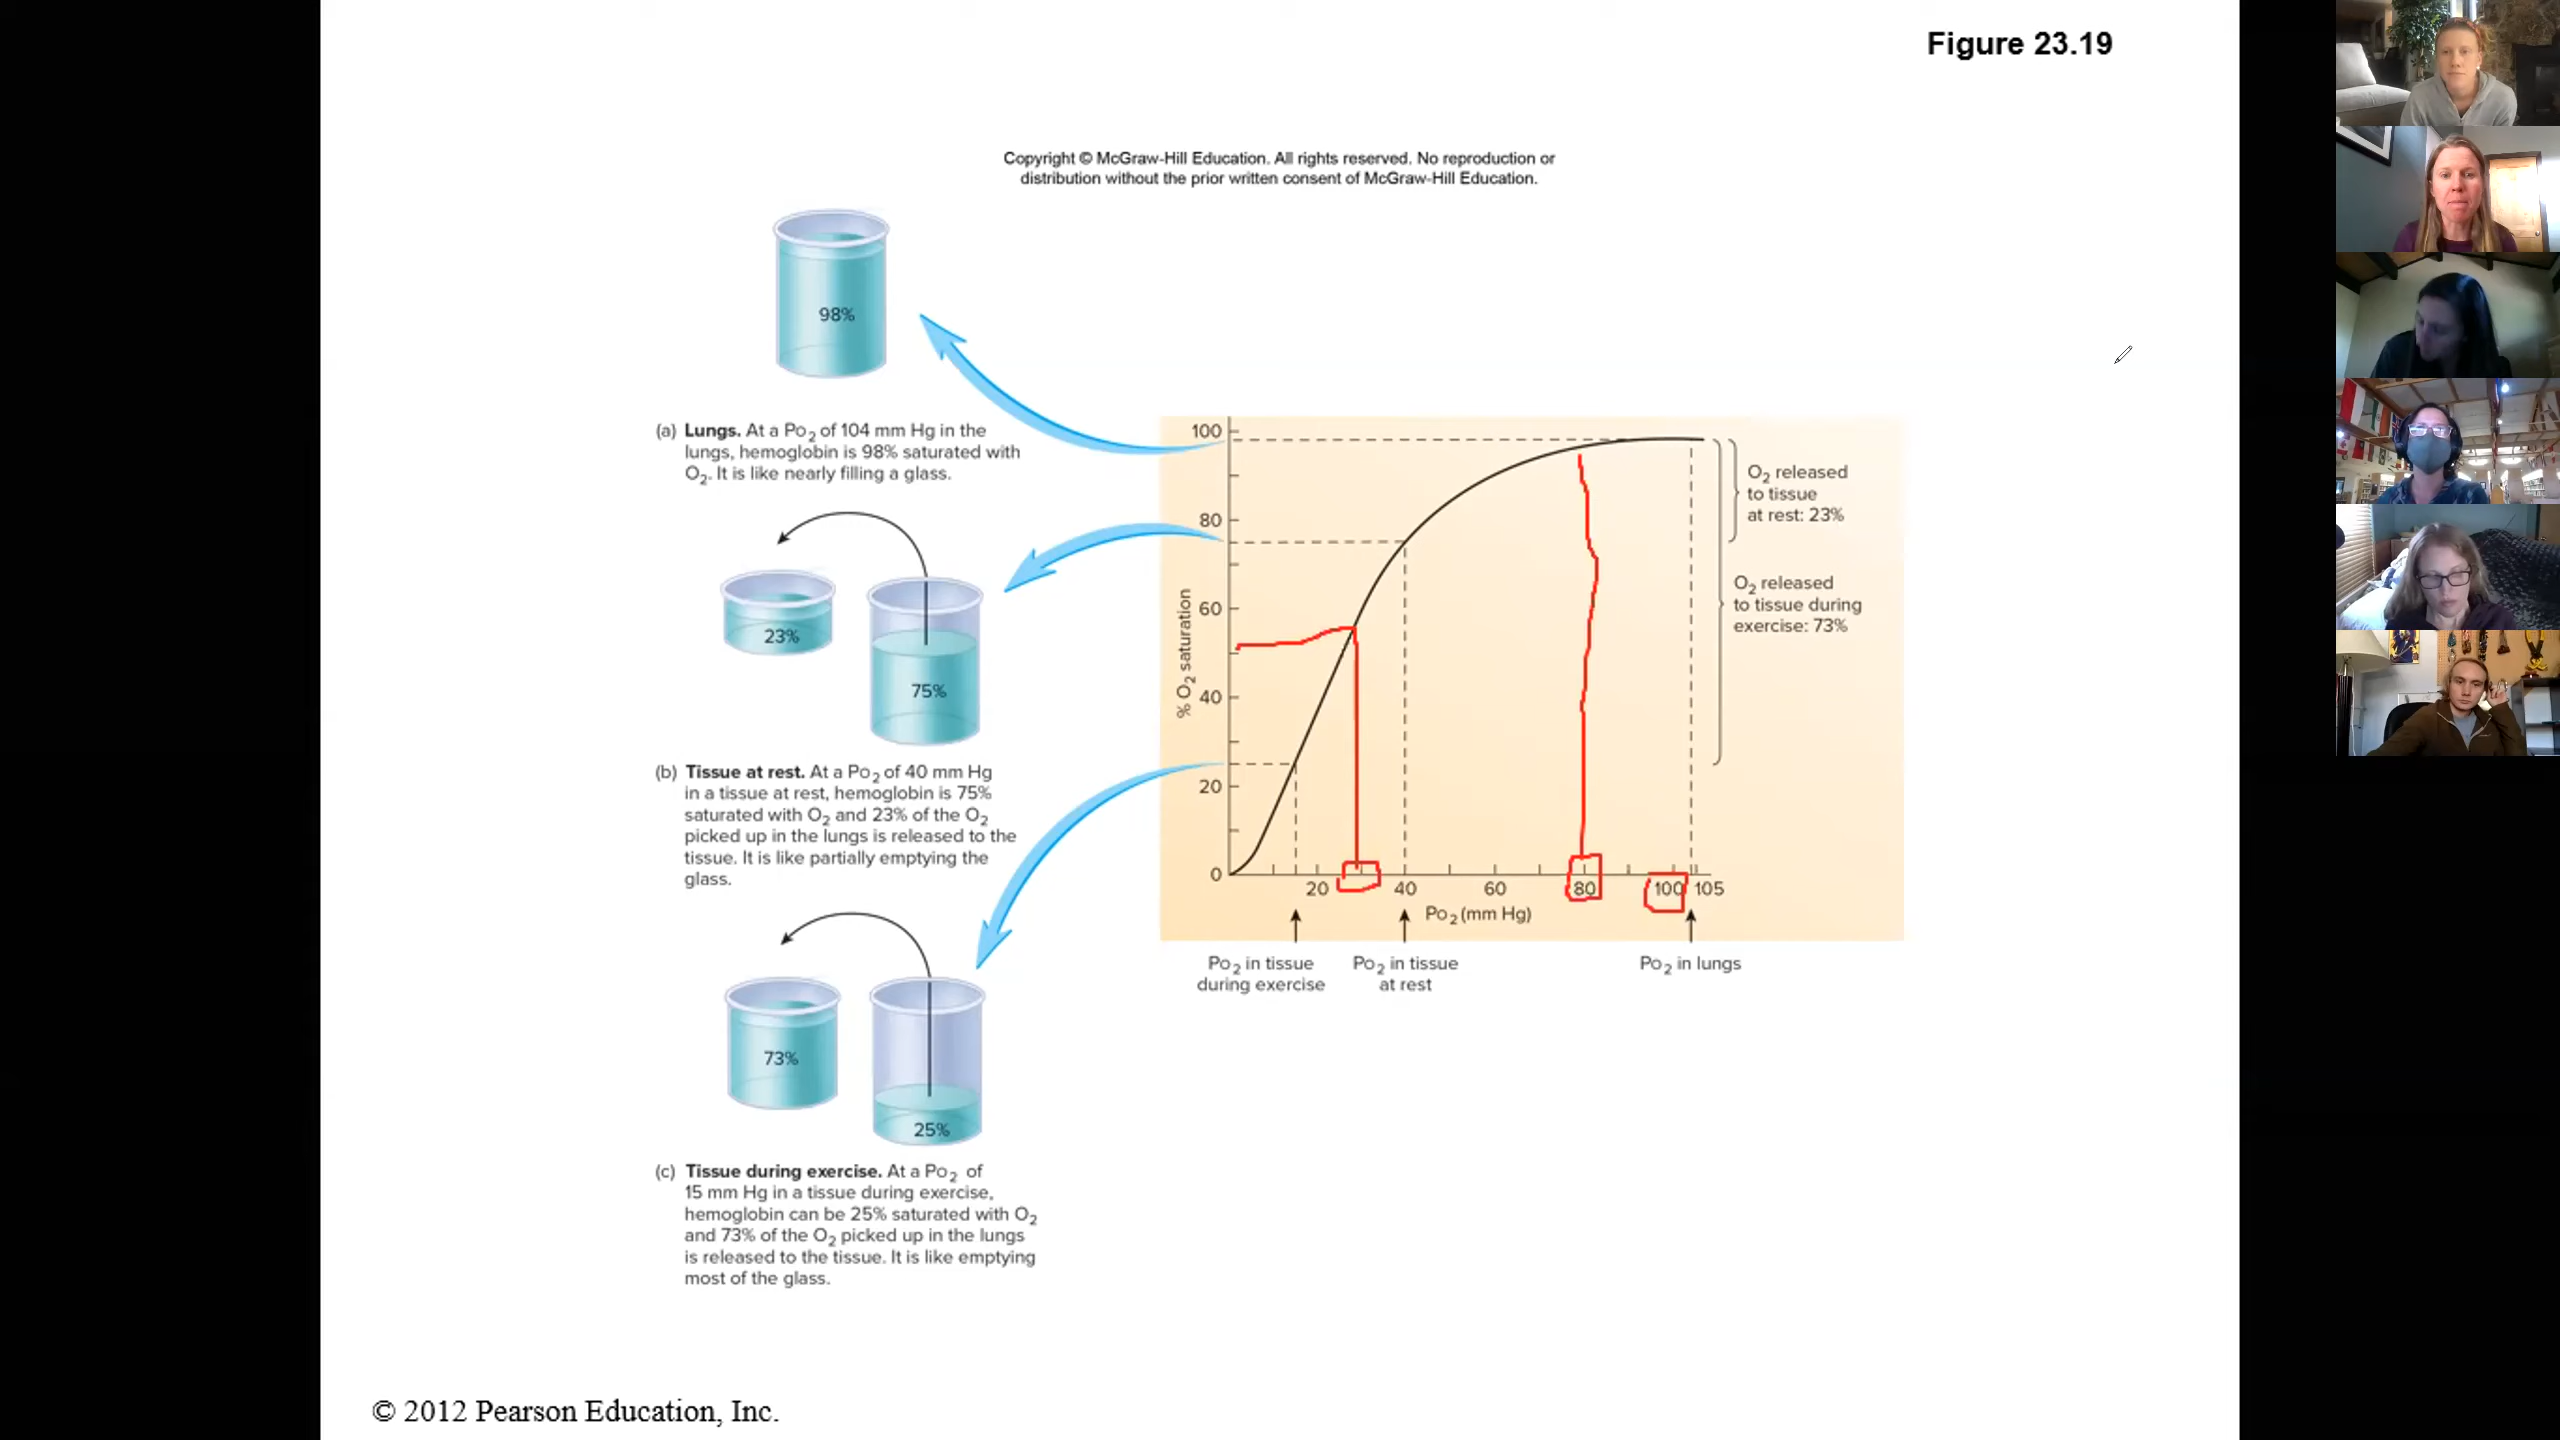 Figure 23.19
Copyright © McGraw-Hill Education. All rights reserved. No reproduction or
distribution without the prior written consent of McGraw-Hill Education.
98%
(a) Lungs. At a Po2 of 104 mm Hg in the
lungs, hemoglobin is 98% saturated with
O2. It is like nearly filling a glass.
23%
75%
(b) Tissue at rest. At a Po2 of 40 mm Hg
in a tissue at rest, hemoglobin is 75%
saturated with O2 and 23% of the O2
picked up in the lungs is released to the
tissue. It is like partially emptying the
glass.
73%
25%
(c) Tissue during exercise. At a Po2 of
15 mm Hg in a tissue during exercise,
hemoglobin can be 25% saturated with O2
and 73% of the O2 picked up in the lungs
is released to the tissue. It is like emptying
most of the glass.
% O2 saturation
100
80
60
40
20
0
20 40 60 80 100 105
Po2 (mm Hg)
O2 released
to tissue
at rest: 23%
O2 released
to tissue during
exercise: 73%
Po2 in tissue
during exercise
Po2 in tissue
at rest
Po2 in lungs
© 2012 Pearson Education, Inc.